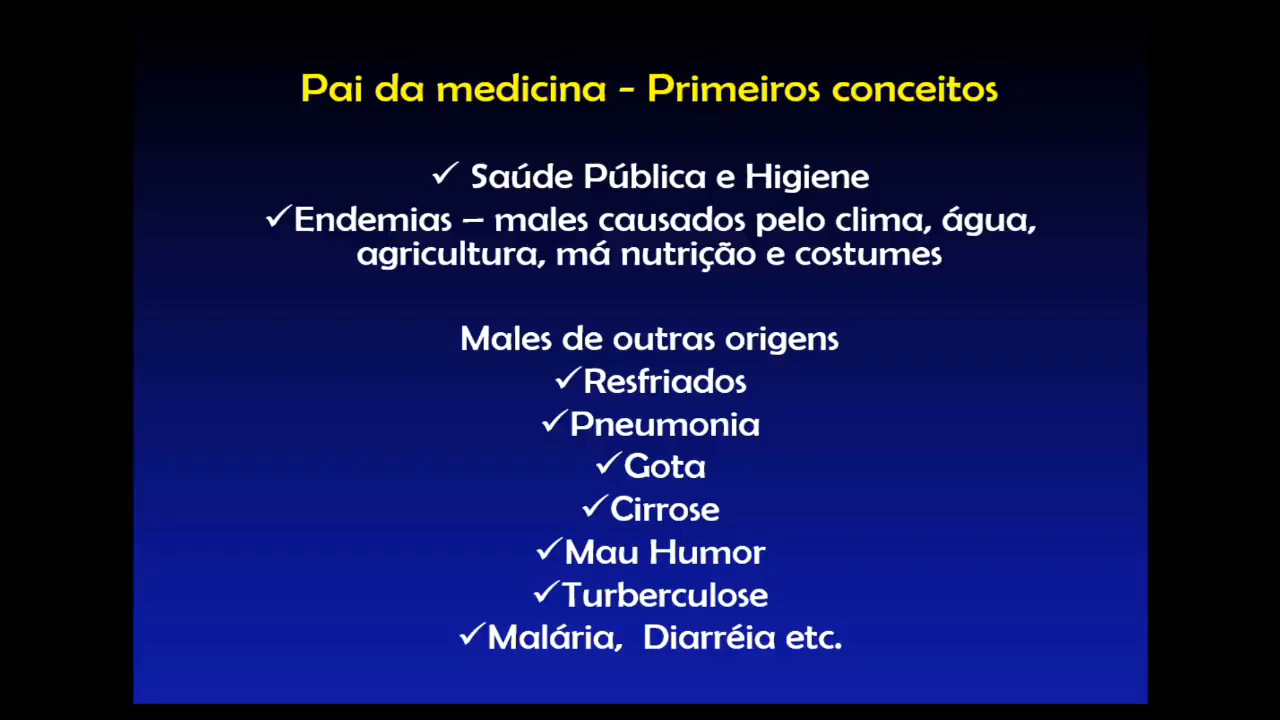 Pai da medicina - Primeiros conceitos
✓ Saúde Pública e Higiene
✓Endemias – males causados pelo clima, água,
agricultura, má nutrição e costumes
Males de outras origens
✓Resfriados
✓Pneumonia
✓Gota
✓Cirrose
✓Mau Humor
✓Turberculose
✓Malária, Diarréia etc.